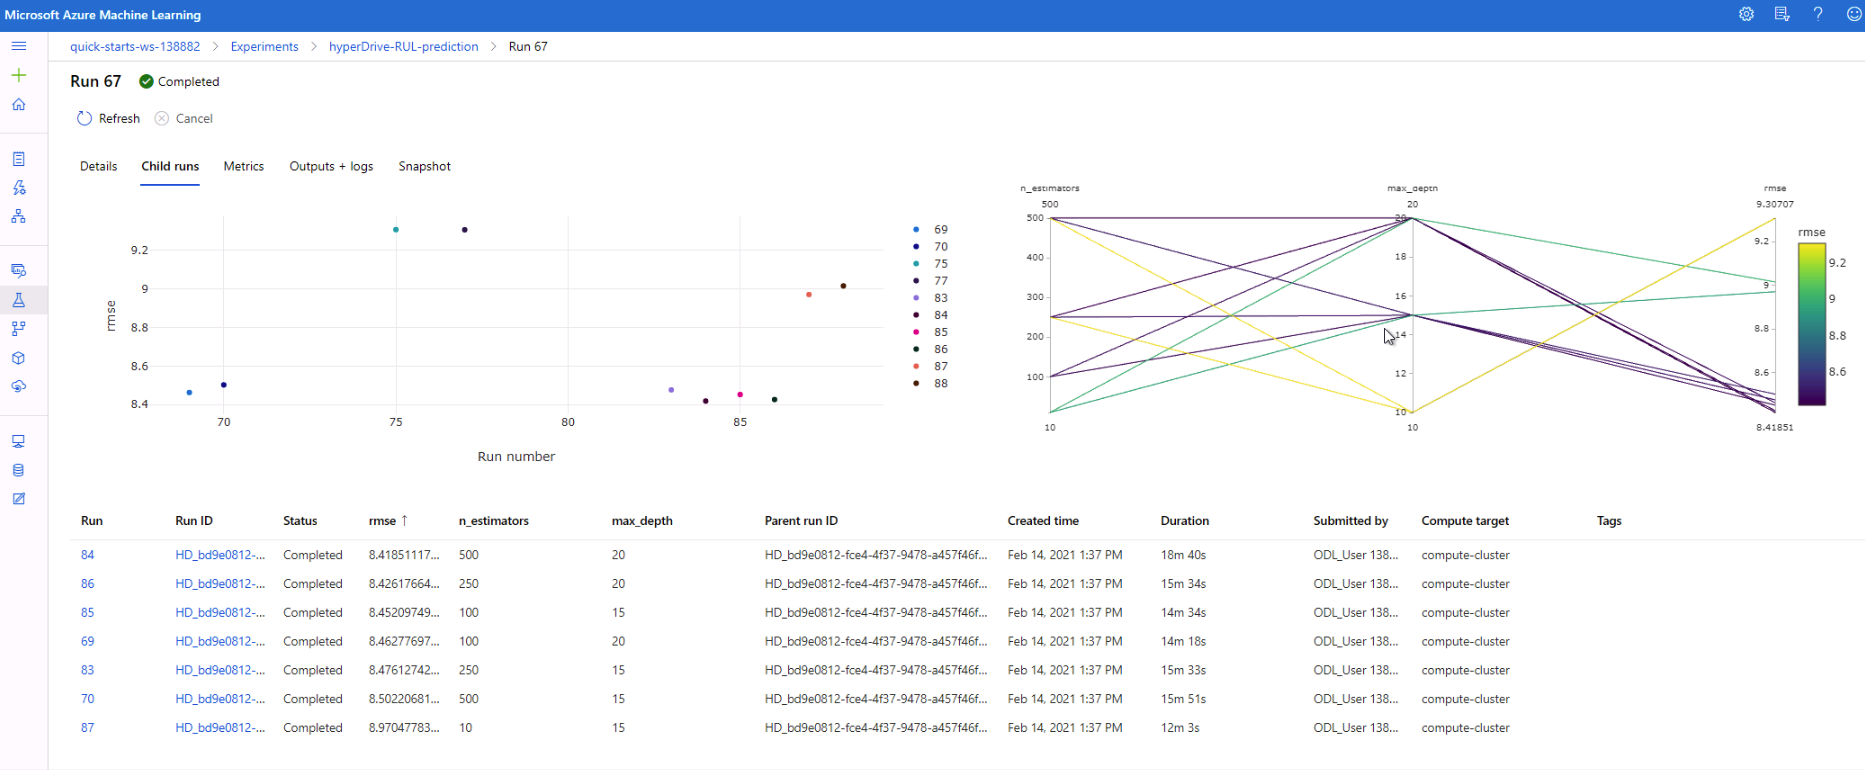 Microsoft Azure Machine Learning
quick-starts-ws-138882 > Experiments > hyperDrive-RUL-prediction > Run 67
Run 67 Completed
Refresh Cancel
Details Child runs Metrics Outputs + logs Snapshot
rmse
9.2
9
8.8
8.6
8.4
70 75 80 85
Run number
69
70
75
77
83
84
85
86
87
88
n_estimators max_depth rmse
500 20 9.30707
500
400
300
200
100
10
20
18
16
14
12
10
10
9.2
9
8.8
8.6
8.41851
rmse
9.2
9
8.8
8.6
Run Run ID Status rmse ↑ n_estimators max_depth Parent run ID Created time Duration Submitted by Compute target Tags
84 HD_bd9e0812-... Completed 8.41851117... 500 20 HD_bd9e0812-fce4-4f37-9478-a457f46f... Feb 14, 2021 1:37 PM 18m 40s ODL_User 138... compute-cluster
86 HD_bd9e0812-... Completed 8.42617664... 250 20 HD_bd9e0812-fce4-4f37-9478-a457f46f... Feb 14, 2021 1:37 PM 15m 34s ODL_User 138... compute-cluster
85 HD_bd9e0812-... Completed 8.45209749... 100 15 HD_bd9e0812-fce4-4f37-9478-a457f46f... Feb 14, 2021 1:37 PM 14m 34s ODL_User 138... compute-cluster
69 HD_bd9e0812-... Completed 8.46277697... 100 20 HD_bd9e0812-fce4-4f37-9478-a457f46f... Feb 14, 2021 1:37 PM 14m 18s ODL_User 138... compute-cluster
83 HD_bd9e0812-... Completed 8.47612742... 250 15 HD_bd9e0812-fce4-4f37-9478-a457f46f... Feb 14, 2021 1:37 PM 15m 33s ODL_User 138... compute-cluster
70 HD_bd9e0812-... Completed 8.50220681... 500 15 HD_bd9e0812-fce4-4f37-9478-a457f46f... Feb 14, 2021 1:37 PM 15m 51s ODL_User 138... compute-cluster
87 HD_bd9e0812-... Completed 8.97047783... 10 15 HD_bd9e0812-fce4-4f37-9478-a457f46f... Feb 14, 2021 1:37 PM 12m 3s ODL_User 138... compute-cluster